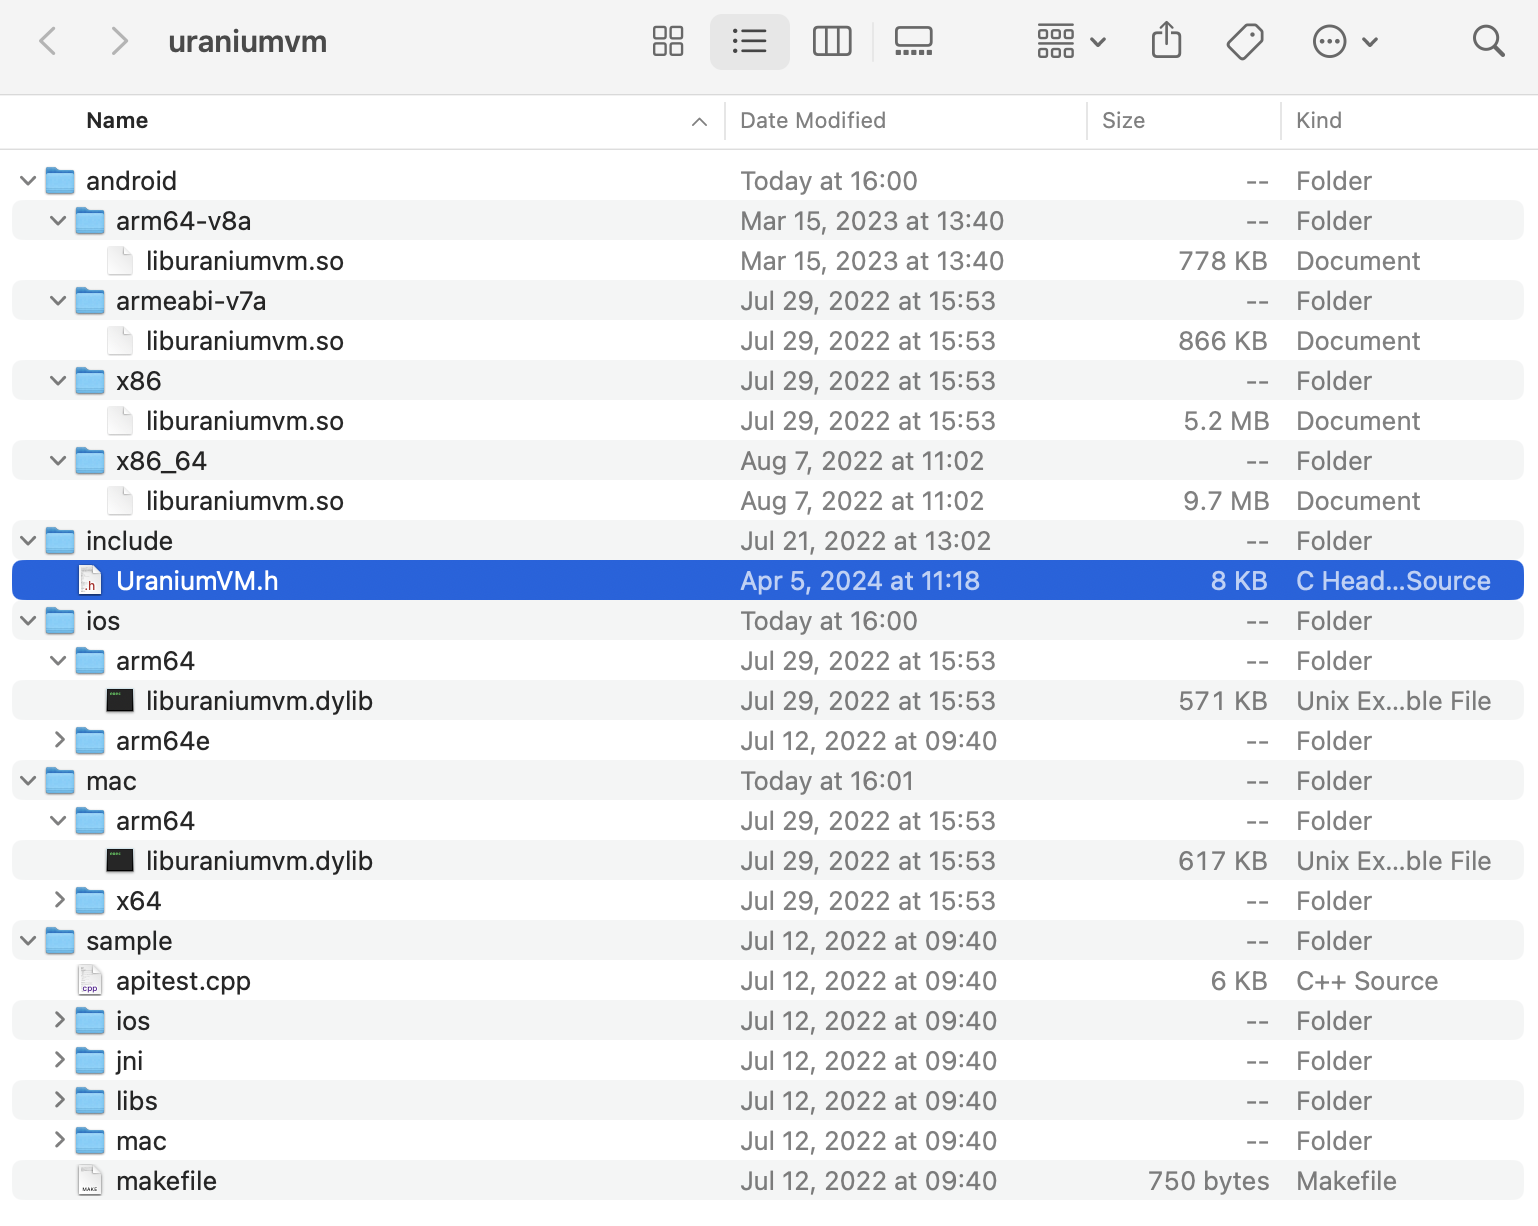 uraniumvm
Name Date Modified Size Kind
android Today at 16:00 -- Folder
arm64-v8a Mar 15, 2023 at 13:40 -- Folder
liburaniumvm.so Mar 15, 2023 at 13:40 778 KB Document
armeabi-v7a Jul 29, 2022 at 15:53 -- Folder
liburaniumvm.so Jul 29, 2022 at 15:53 866 KB Document
x86 Jul 29, 2022 at 15:53 -- Folder
liburaniumvm.so Jul 29, 2022 at 15:53 5.2 MB Document
x86_64 Aug 7, 2022 at 11:02 -- Folder
liburaniumvm.so Aug 7, 2022 at 11:02 9.7 MB Document
include Jul 21, 2022 at 13:02 -- Folder
.h UraniumVM.h Apr 5, 2024 at 11:18 8 KB C Head...Source
ios Today at 16:00 -- Folder
arm64 Jul 29, 2022 at 15:53 -- Folder
exec liburaniumvm.dylib Jul 29, 2022 at 15:53 571 KB Unix Ex...ble File
arm64e Jul 12, 2022 at 09:40 -- Folder
mac Today at 16:01 -- Folder
arm64 Jul 29, 2022 at 15:53 -- Folder
exec liburaniumvm.dylib Jul 29, 2022 at 15:53 617 KB Unix Ex...ble File
x64 Jul 29, 2022 at 15:53 -- Folder
sample Jul 12, 2022 at 09:40 -- Folder
cpp apitest.cpp Jul 12, 2022 at 09:40 6 KB C++ Source
ios Jul 12, 2022 at 09:40 -- Folder
jni Jul 12, 2022 at 09:40 -- Folder
libs Jul 12, 2022 at 09:40 -- Folder
mac Jul 12, 2022 at 09:40 -- Folder
MAKE makefile Jul 12, 2022 at 09:40 750 bytes Makefile